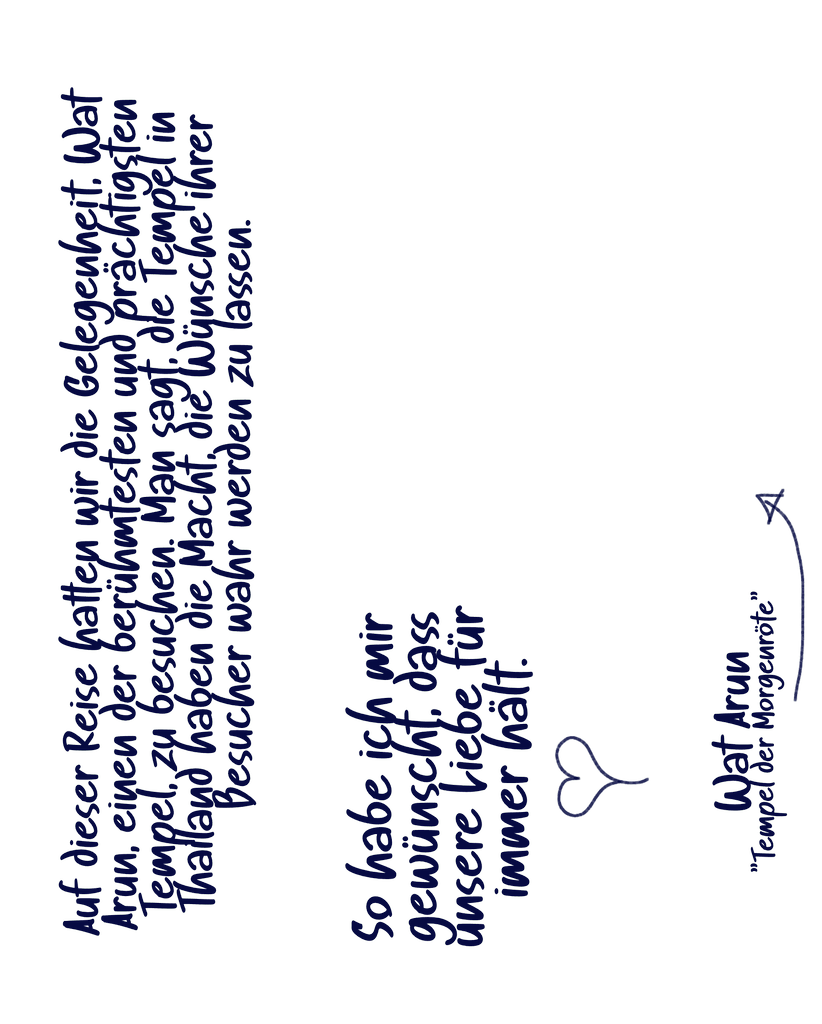 Auf dieser Reise hatten wir die Gelegenheit, Wat
Arun, einen der berühmtesten und prächtigsten
Tempel, zu besuchen. Man sagt, die Tempel in
Thailand haben die Macht, die Wünsche ihrer
Besucher wahr werden zu lassen.
So habe ich mir
gewünscht, dass
unsere Liebe für
immer hält.
Wat Arun
"Tempel der Morgenröte"